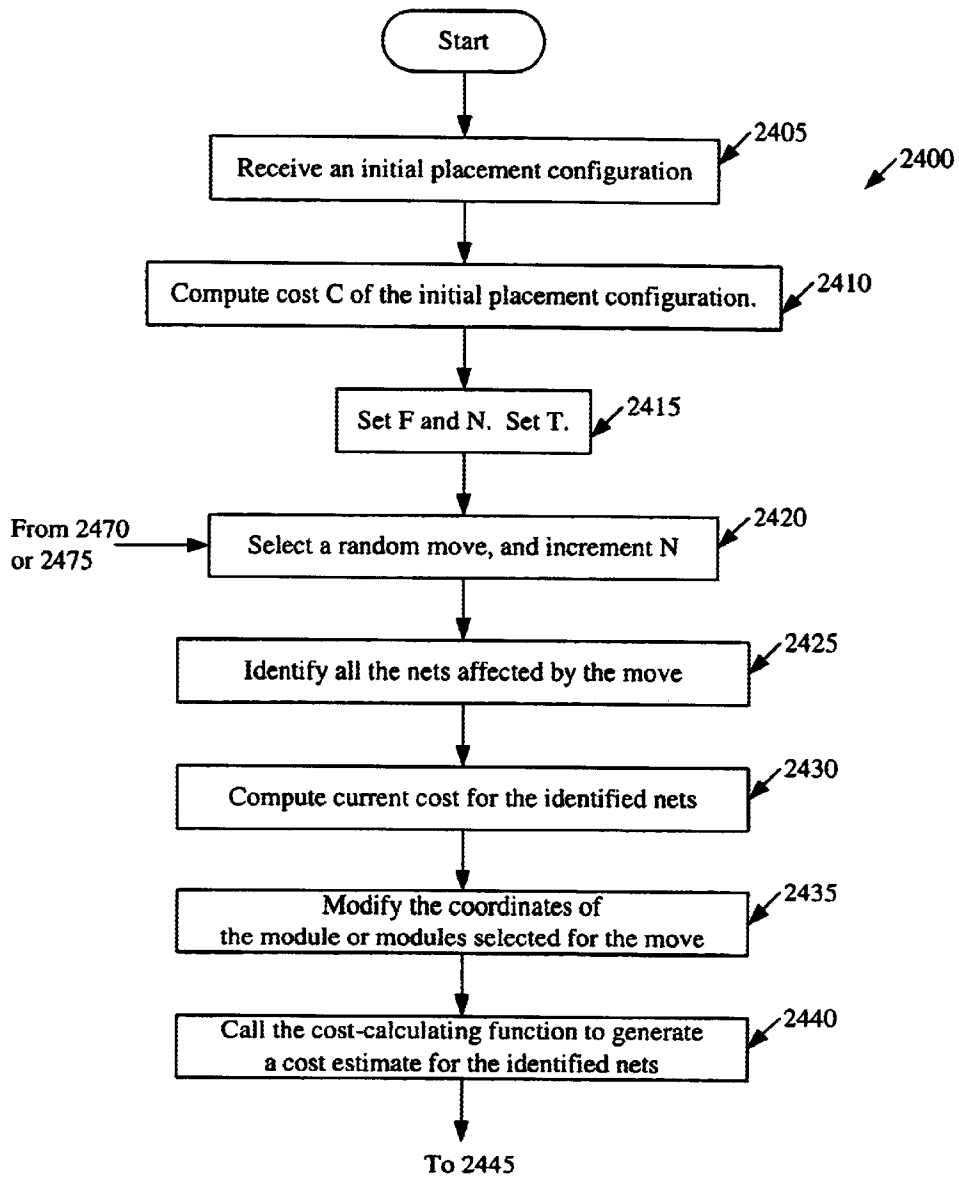 Start
2405
Receive an initial placement configuration
2400
2410
Compute cost C of the initial placement configuration.
2415
Set F and N. Set T.
From 2470
or 2475
2420
Select a random move, and increment N
2425
Identify all the nets affected by the move
2430
Compute current cost for the identified nets
2435
Modify the coordinates of
the module or modules selected for the move
2440
Call the cost-calculating function to generate
a cost estimate for the identified nets
To 2445